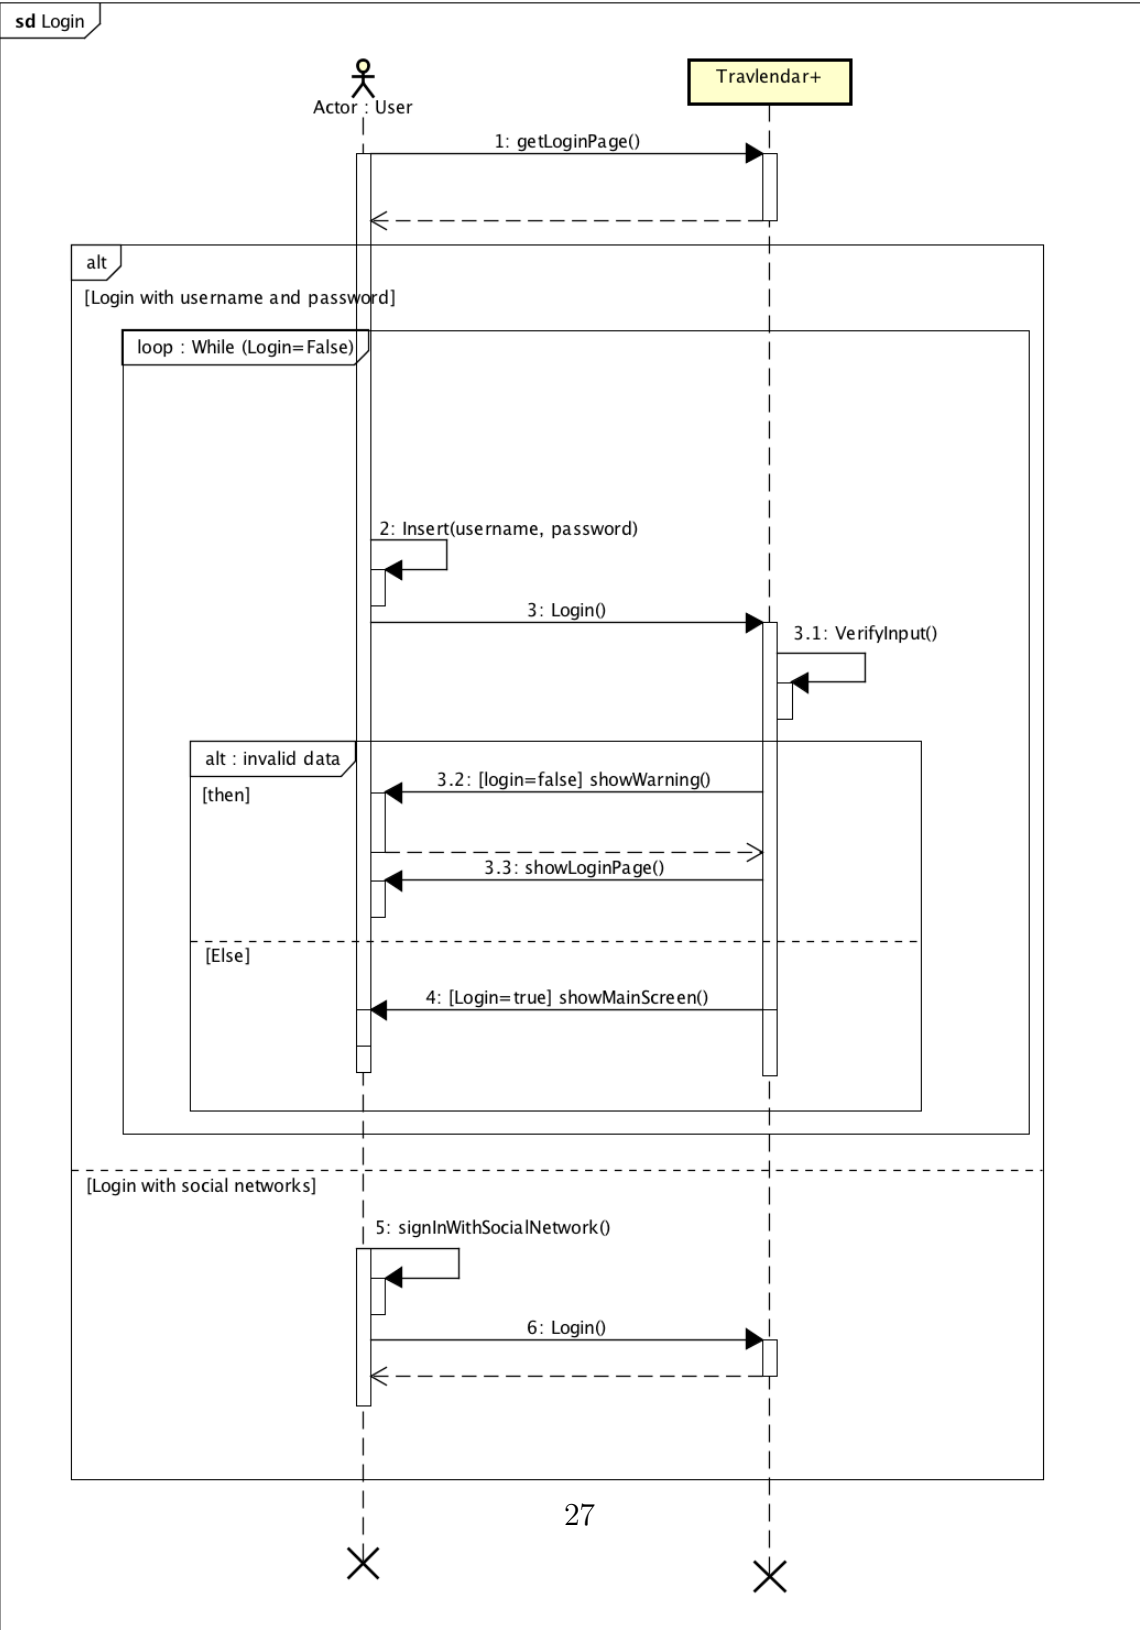 sd Login
Actor : User
Travlendar+
1: getLoginPage()
alt
[Login with username and password]
loop : While (Login=False)
2: Insert(username, password)
3: Login()
3.1: VerifyInput()
alt : invalid data
3.2: [login=false] showWarning()
[then]
3.3: showLoginPage()
[Else]
4: [Login=true] showMainScreen()
[Login with social networks]
5: signInWithSocialNetwork()
6: Login()
27